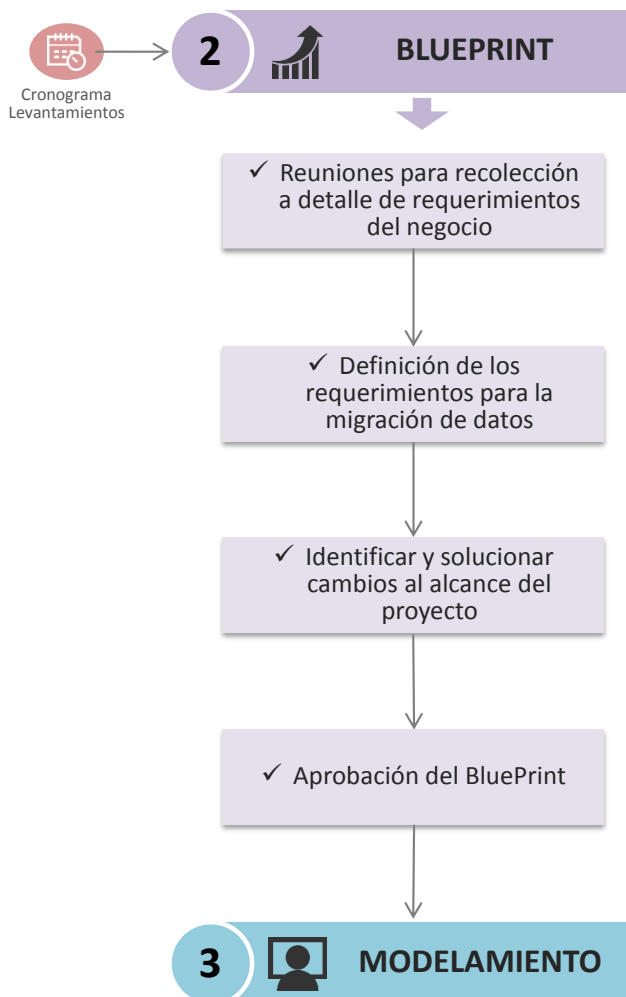 2
BLUEPRINT
Cronograma
Levantamientos
✓ Reuniones para recolección
a detalle de requerimientos
del negocio
✓ Definición de los
requerimientos para la
migración de datos
✓ Identificar y solucionar
cambios al alcance del
proyecto
✓ Aprobación del BluePrint
3
MODELAMIENTO